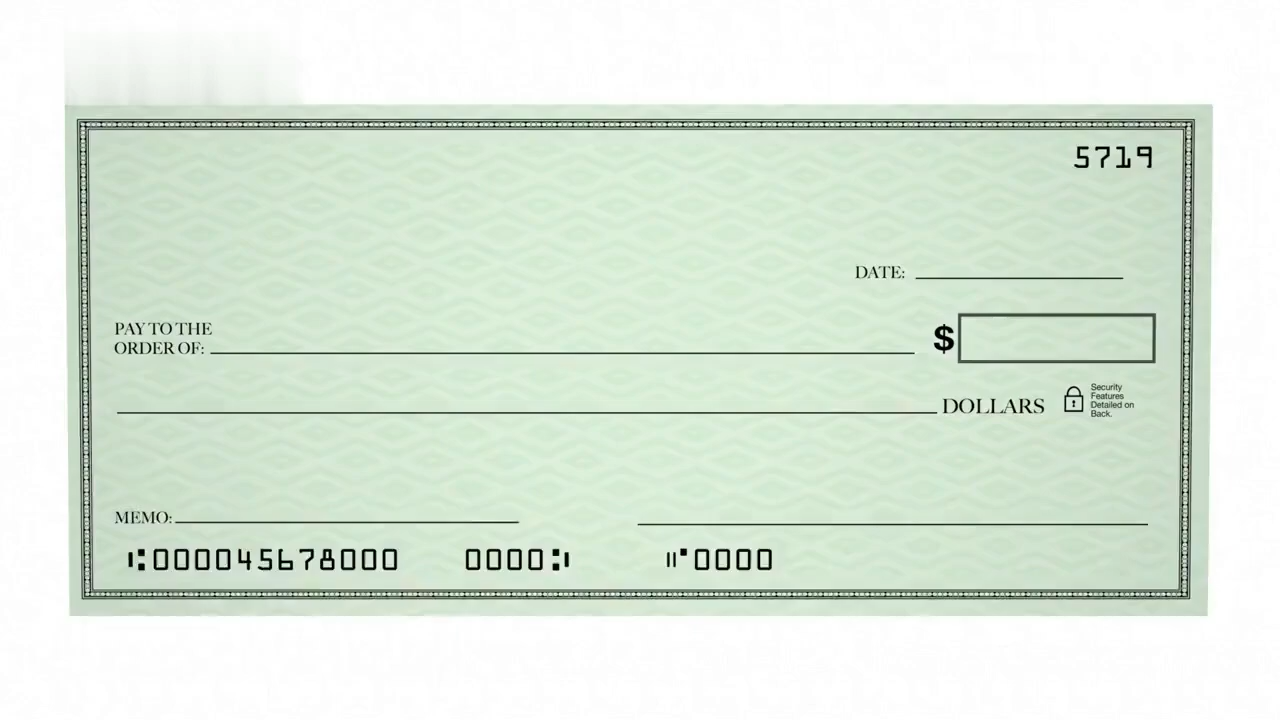 5719
DATE:
PAY TO THE
ORDER OF:
$
DOLLARS
Security
Features
Detailed on
Back.
MEMO:
⑆000045678000 0000⑆ ⑈0000